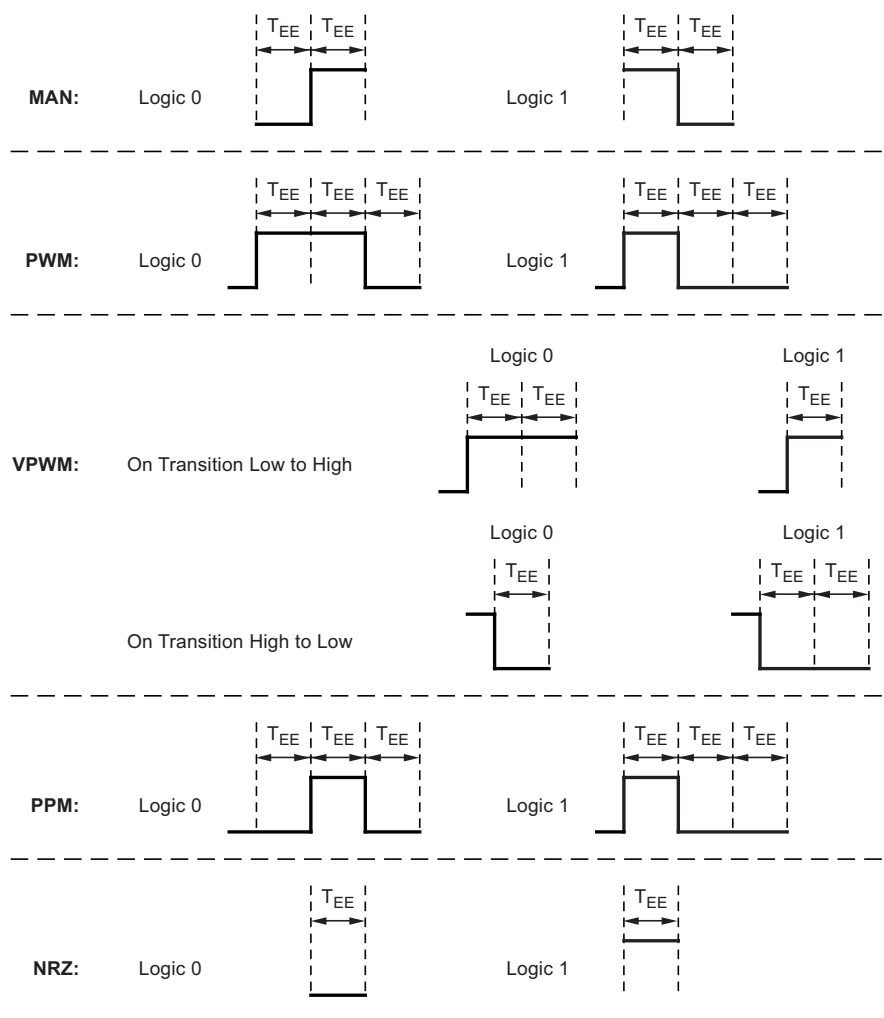 TEE TEE TEE TEE
MAN: Logic 0 Logic 1
TEE TEE TEE TEE TEE TEE
PWM: Logic 0 Logic 1
Logic 0 Logic 1
TEE TEE TEE
VPWM: On Transition Low to High
Logic 0 Logic 1
TEE TEE TEE
On Transition High to Low
TEE TEE TEE TEE TEE TEE
PPM: Logic 0 Logic 1
TEE TEE
NRZ: Logic 0 Logic 1